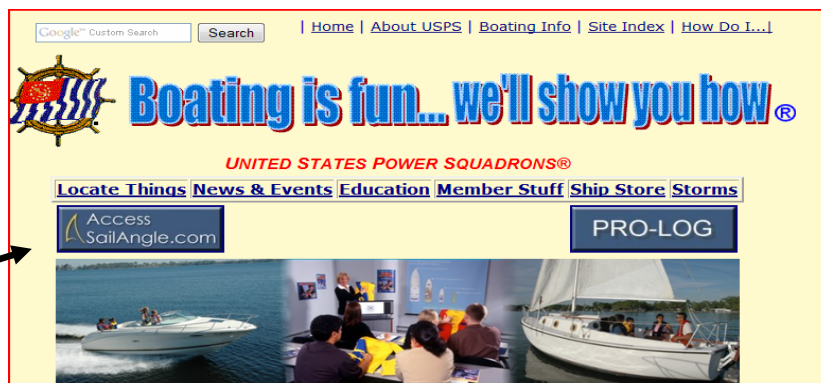 Google™ Custom Search Search | Home | About USPS | Boating Info | Site Index | How Do I...|
Boating is fun... we'll show you how ®
UNITED STATES POWER SQUADRONS®
Locate Things News & Events Education Member Stuff Ship Store Storms
Access
SailAngle.com
PRO-LOG